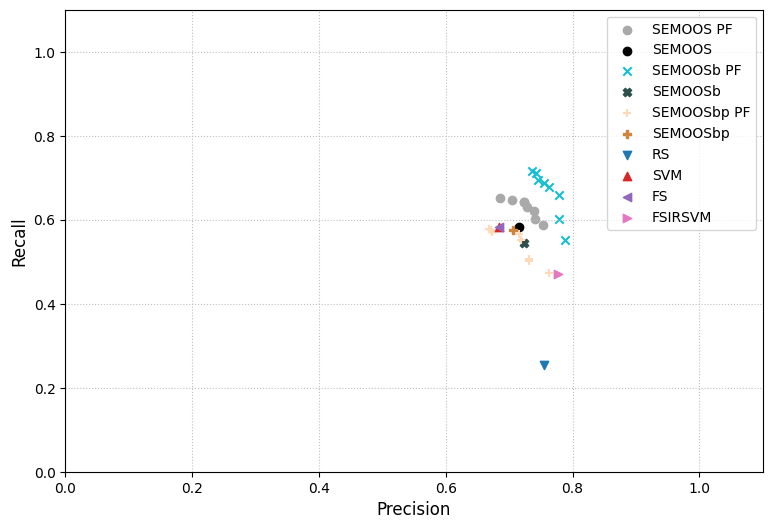 SEMOOS PF
SEMOOS
SEMOOSb PF
SEMOOSb
SEMOOSbp PF
SEMOOSbp
RS
SVM
FS
FSIRSVM
1.0
0.8
0.6
0.4
0.2
0.0
Recall
0.0 0.2 0.4 0.6 0.8 1.0
Precision